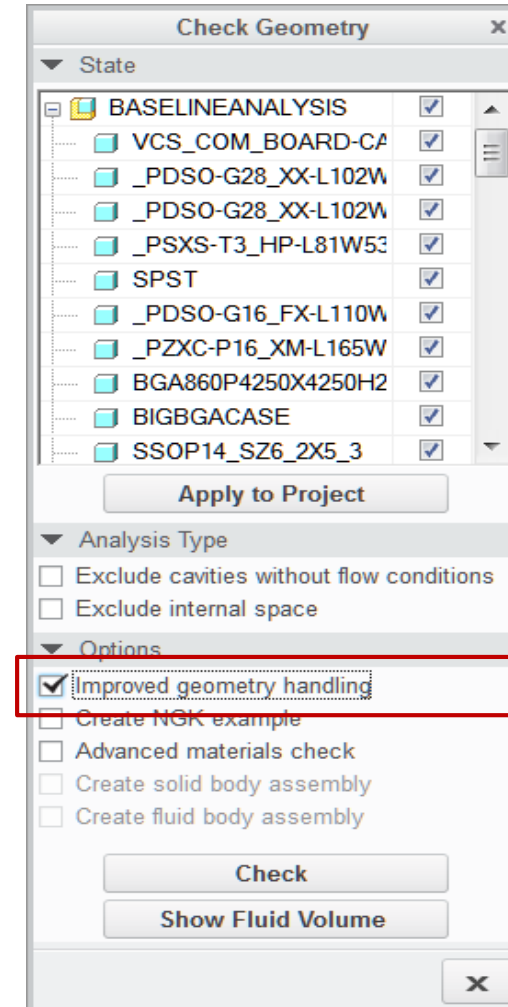 Check Geometry
State
BASELINEANALYSIS
VCS_COM_BOARD-CA
_PDSO-G28_XX-L102W
_PDSO-G28_XX-L102W
_PSXS-T3_HP-L81W53
SPST
_PDSO-G16_FX-L110W
_PZXC-P16_XM-L165W
BGA860P4250X4250H2
BIGBGACASE
SSOP14_SZ6_2X5_3
Apply to Project
Analysis Type
Exclude cavities without flow conditions
Exclude internal space
Options
Improved geometry handling
Create NGK example
Advanced materials check
Create solid body assembly
Create fluid body assembly
Check
Show Fluid Volume